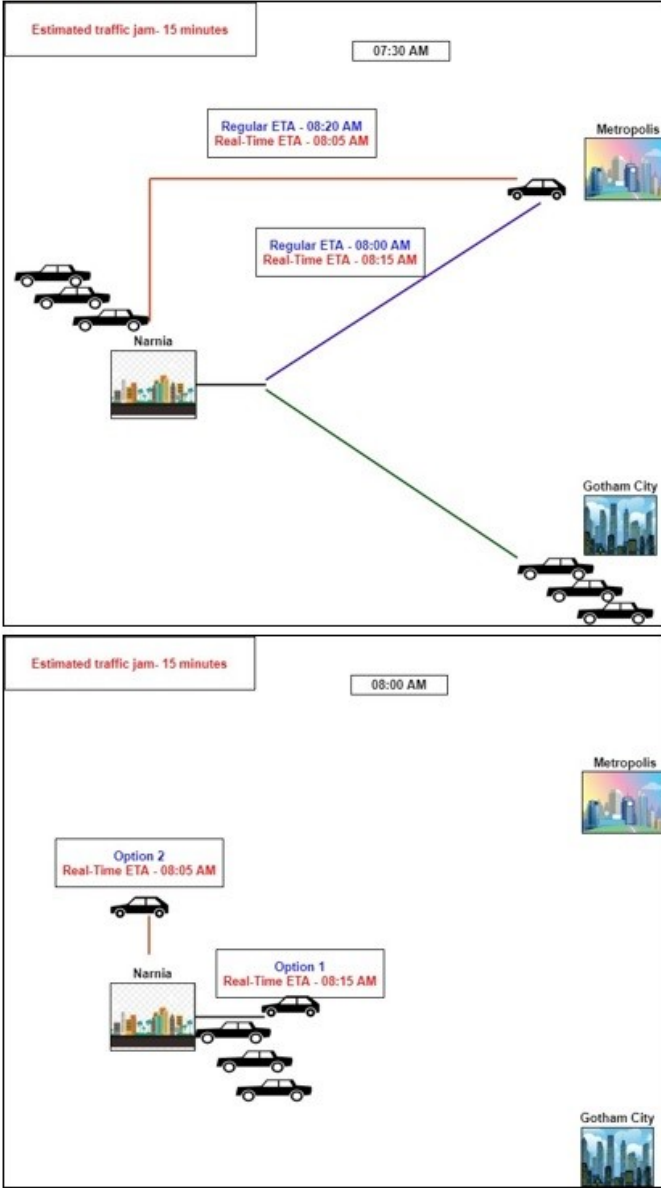 Estimated traffic jam- 15 minutes
07:30 AM
Regular ETA - 08:20 AM
Real-Time ETA - 08:05 AM
Metropolis
Regular ETA - 08:00 AM
Real-Time ETA - 08:15 AM
Narnia
Gotham City
Estimated traffic jam- 15 minutes
08:00 AM
Metropolis
Option 2
Real-Time ETA - 08:05 AM
Narnia
Option 1
Real-Time ETA - 08:15 AM
Gotham City